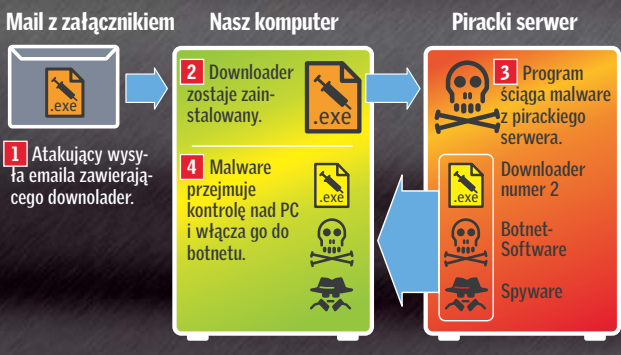 Mail z załącznikiem
.exe
1 Atakujący wysy-
ła emaila zawierają-
cego downolader.
Nasz komputer
2 Downloader
zostaje zain-
stalowany.
.exe
4 Malware
przejmuje
kontrolę nad PC
i włącza go do
botnetu.
.exe
Piracki serwer
3 Program
ściąga malware
z pirackiego
serwera.
.exe
Downloader
numer 2
Botnet-
Software
Spyware